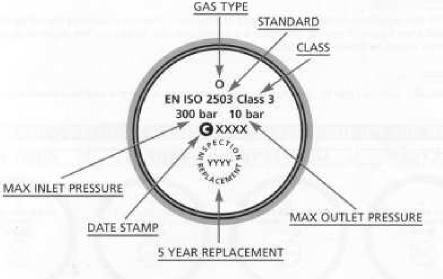 GAS TYPE
STANDARD
CLASS
O
EN ISO 2503 Class 3
300 bar 10 bar
C XXXX
INSPECTION
YYYY
REPLACEMENT
MAX INLET PRESSURE
MAX OUTLET PRESSURE
DATE STAMP
5 YEAR REPLACEMENT